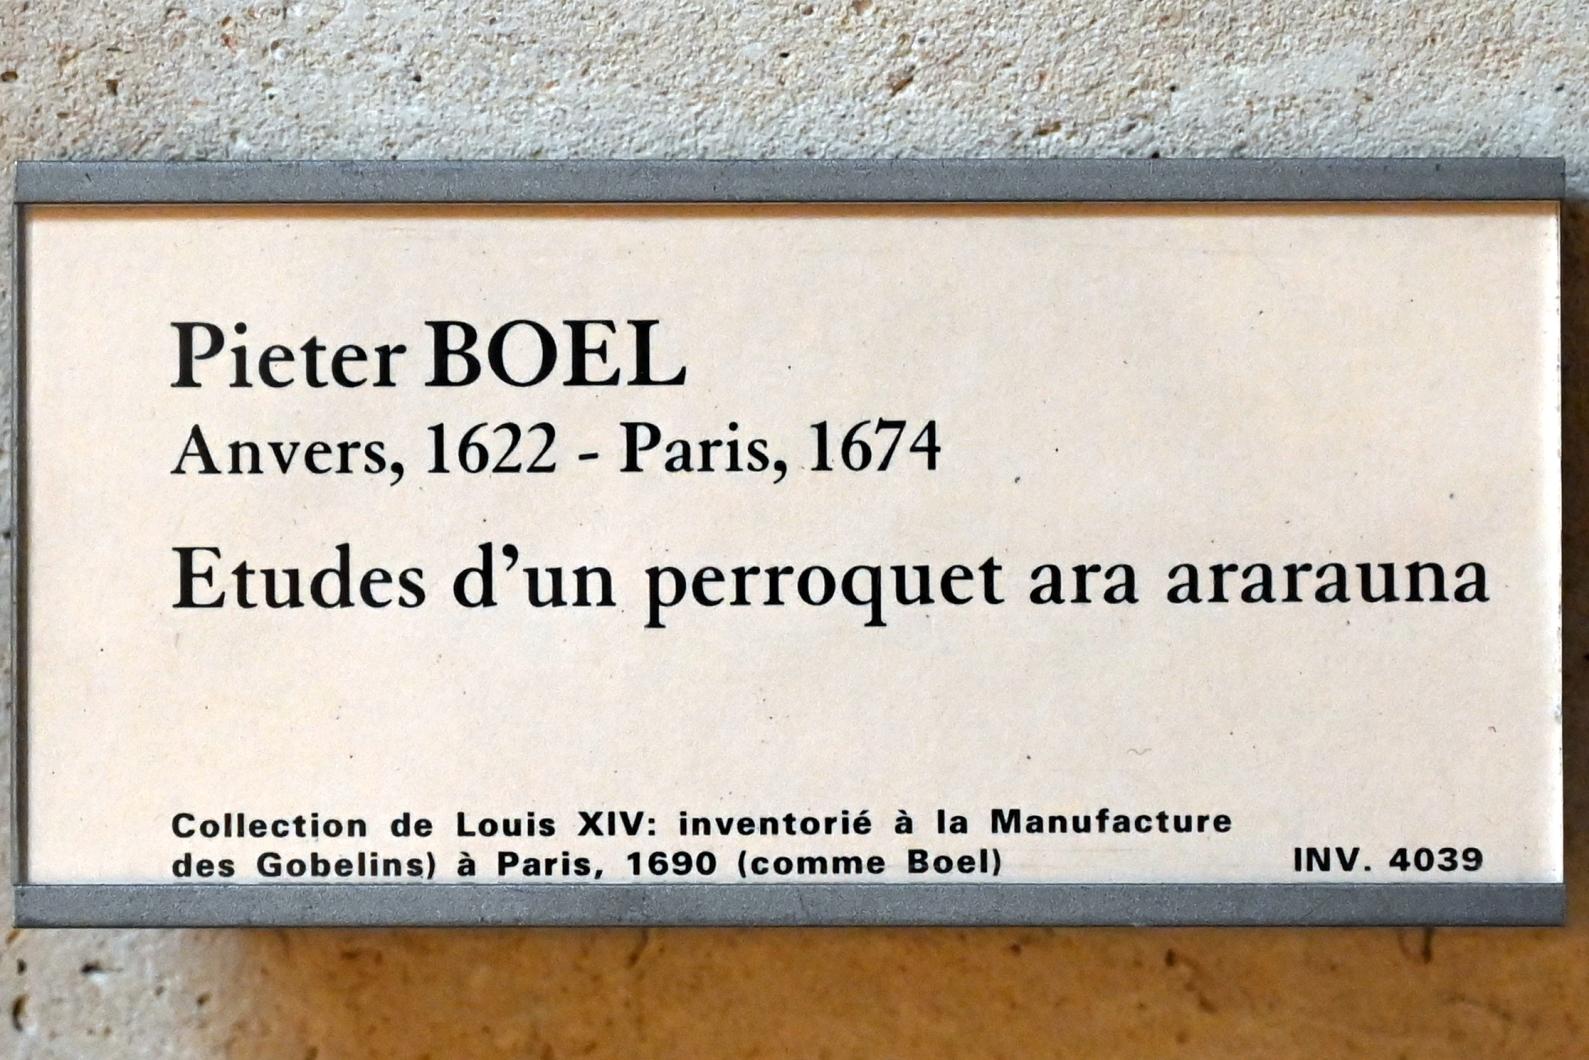 Pieter BOEL
Anvers, 1622 - Paris, 1674
Etudes d’un perroquet ara ararauna
Collection de Louis XIV: inventorié à la Manufacture
des Gobelins) à Paris, 1690 (comme Boel)
INV. 4039